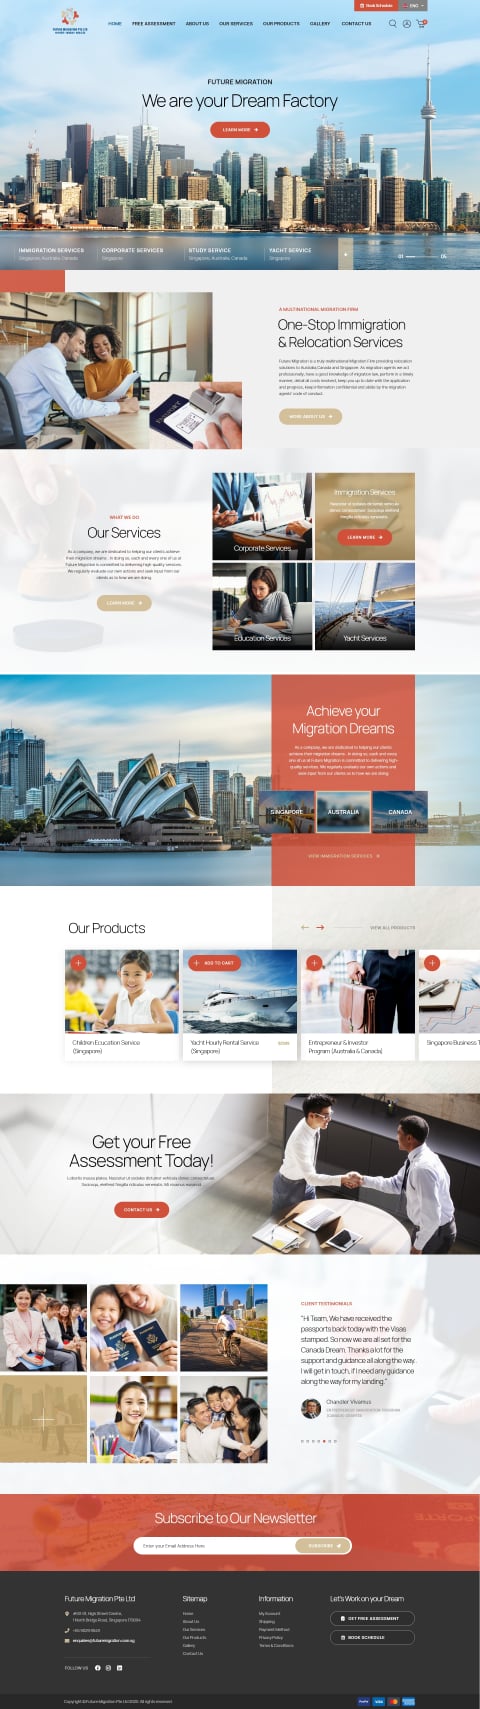 Book Schedule
ENG
FUTURE MIGRATION PTE LTD
HOME
FREE ASSESSMENT
ABOUT US
OUR SERVICES
OUR PRODUCTS
GALLERY
CONTACT US
FUTURE MIGRATION
We are your Dream Factory
LEARN MORE
IMMIGRATION SERVICES
Singapore, Australia, Canada
CORPORATE SERVICES
Singapore
STUDY SERVICE
Singapore, Australia, Canada
YACHT SERVICE
Singapore
01
05
A MULTINATIONAL MIGRATION FIRM
One-Stop Immigration
& Relocation Services
Future Migration is a truly multinational Migration Firm providing relocation
solutions to Australia, Canada and Singapore. As migration agents we act
professionally, have a good knowledge of migration law, perform in a timely
manner, detail all costs involved, keep you up to date with the application
and progress, keep information confidential and abide by the migration
agents' code of conduct.
MORE ABOUT US
PASSPORT
WHAT WE DO
Our Services
As a company, we are dedicated to helping our clients achieve
their migration dreams . In doing so, each and every one of us at
Future Migration is committed to delivering high-quality services.
We regularly evaluate our own actions and seek input from our
clients as to how we are doing.
LEARN MORE
Corporate Services
Immigration Services
LEARN MORE
Education Services
Yacht Services
Achieve your
Migration Dreams
As a company, we are dedicated to helping our clients
achieve their migration dreams . In doing so, each and every
one of us at Future Migration is committed to delivering high-
quality services. We regularly evaluate our own actions and
seek input from our clients as to how we are doing.
SINGAPORE
AUSTRALIA
CANADA
VIEW IMMIGRATION SERVICES
Our Products
VIEW ALL PRODUCTS
ADD TO CART
Children Education Service
(Singapore)
Yacht Hourly Rental Service
(Singapore)
Entrepreneur & Investor
Program (Australia & Canada)
Singapore Business T
Get your Free
Assessment Today!
CONTACT US
CLIENT TESTIMONIALS
"Hi Team, We have received the
passports back today with the Visas
stamped. So now we are all set for the
Canada Dream. Thanks a lot for the
support and guidance all along the way.
I will get in touch, if I need any guidance
along the way for my landing."
Chandler Vivamus
Subscribe to Our Newsletter
Enter your Email Address Here
SUBSCRIBE
Future Migration Pte Ltd
1 North Bridge Road, Singapore 179094
enquiries@futuremigration.com.sg
FOLLOW US
Sitemap
Home
About Us
Our Services
Our Products
Gallery
Contact Us
Information
My Account
Shipping
Payment Method
Privacy Policy
Terms & Conditions
Let's Work on your Dream
GET FREE ASSESSMENT
BOOK SCHEDULE
Copyright © Future Migration Pte Ltd 2020. All rights reserved.
PayPal
VISA